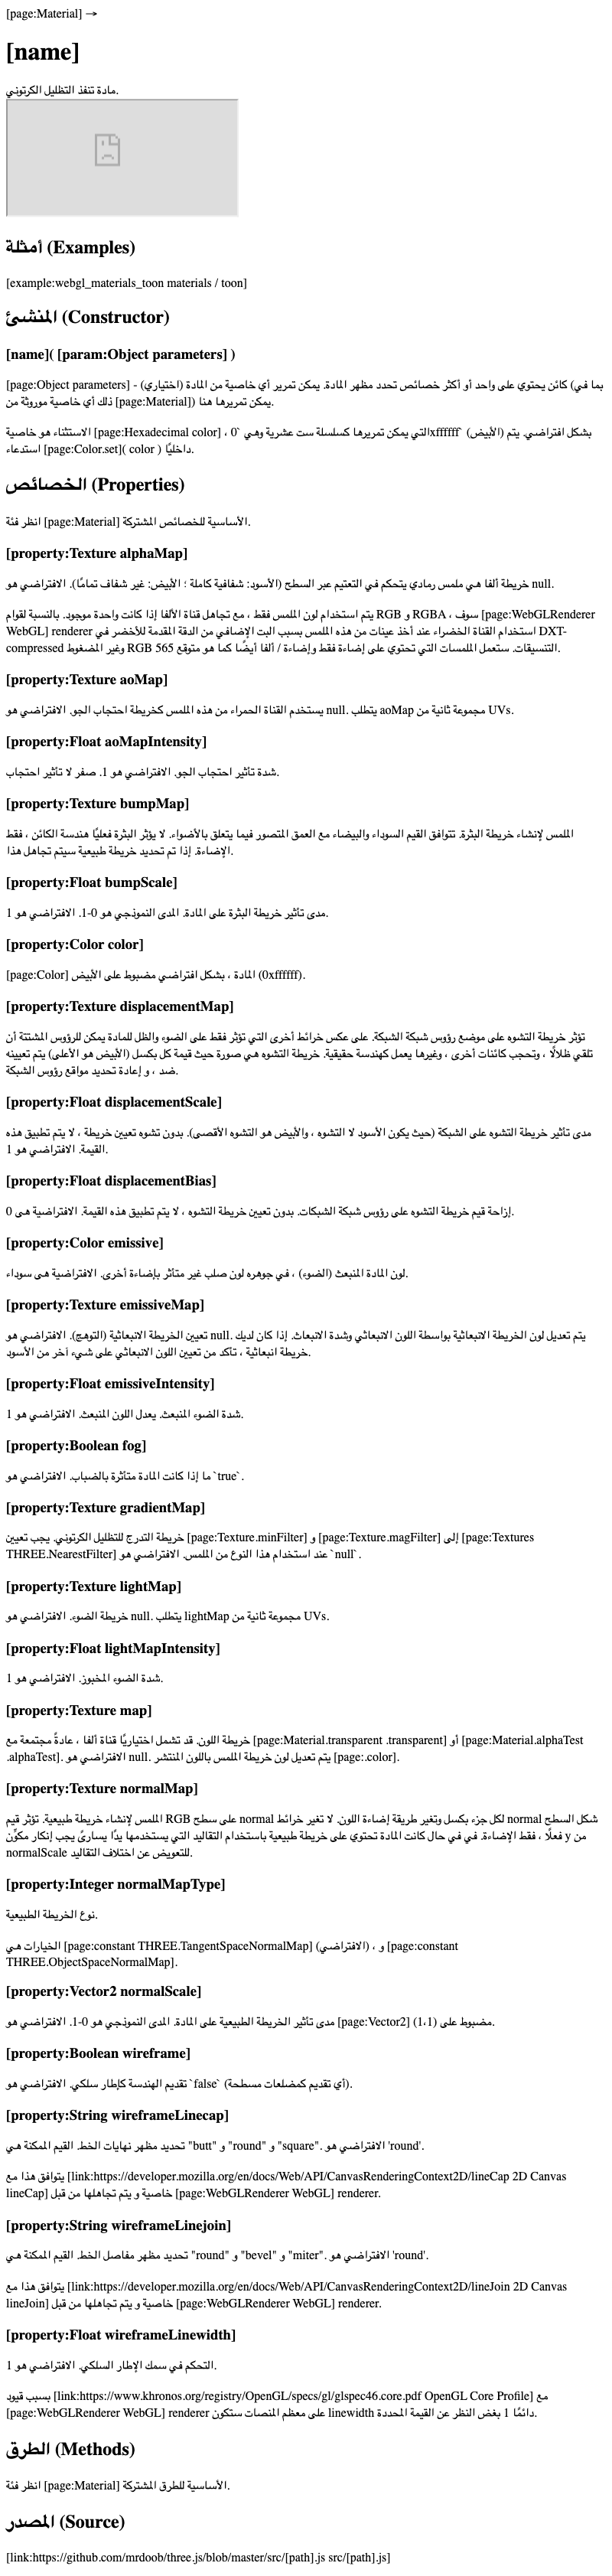 [page:Material] →
[name]
مادة تنفذ التظليل الكرتوني.
أمثلة (Examples)
[example:webgl_materials_toon materials / toon]
المنشئ (Constructor)
[name]( [param:Object parameters] )
[page:Object parameters] - (اختياري) كائن يحتوي على واحد أو أكثر خصائص تحدد مظهر المادة. يمكن تمرير أي خاصية من المادة (بما في
ذلك أي خاصية موروثة من [page:Material]) يمكن تمريرها هنا.
الاستثناء هو خاصية [page:Hexadecimal color] ، التي يمكن تمريرها كسلسلة ست عشرية وهي `0xffffff` (الأبيض) بشكل افتراضي. يتم
استدعاء [page:Color.set]( color ) داخليًا.
الخصائص (Properties)
انظر فئة [page:Material] الأساسية للخصائص المشتركة.
[property:Texture alphaMap]
خريطة ألفا هي ملمس رمادي يتحكم في التعتيم عبر السطح (الأسود: شفافية كاملة ؛ الأبيض: غير شفاف تمامًا). الافتراضي هو null.
يتم استخدام لون الملمس فقط ، مع تجاهل قناة الألفا إذا كانت واحدة موجود. بالنسبة لقوام RGB و RGBA ، سوف [page:WebGLRenderer
WebGL] renderer استخدام القناة الخضراء عند أخذ عينات من هذه الملمس بسبب البت الإضافي من الدقة المقدمة للأخضر في DXT-
compressed وغير المضغوط RGB 565 التنسيقات. ستعمل الملمسات التي تحتوي على إضاءة فقط وإضاءة / ألفا أيضًا كما هو متوقع.
[property:Texture aoMap]
يستخدم القناة الحمراء من هذه الملمس كخريطة احتجاب الجو. الافتراضي هو null. يتطلب aoMap مجموعة ثانية من UVs.
[property:Float aoMapIntensity]
شدة تأثير احتجاب الجو. الافتراضي هو 1. صفر لا تأثير احتجاب.
[property:Texture bumpMap]
الملمس لإنشاء خريطة البثرة. تتوافق القيم السوداء والبيضاء مع العمق المتصور فيما يتعلق بالأضواء. لا يؤثر البثرة فعليًا هندسة الكائن ، فقط
الإضاءة. إذا تم تحديد خريطة طبيعية سيتم تجاهل هذا.
[property:Float bumpScale]
مدى تأثير خريطة البثرة على المادة. المدى النموذجي هو 0-1. الافتراضي هو 1.
[property:Color color]
[page:Color] المادة ، بشكل افتراضي مضبوط على الأبيض (0xffffff).
[property:Texture displacementMap]
تؤثر خريطة التشوه على موضع رؤوس شبكة الشبكة. على عكس خرائط أخرى التي تؤثر فقط على الضوء والظل للمادة يمكن للرؤوس المشتتة أن
تلقي ظلالًا ، وتحجب كائنات أخرى ، وغيرها يعمل كهندسة حقيقية. خريطة التشوه هي صورة حيث قيمة كل بكسل (الأبيض هو الأعلى) يتم تعيينه
ضد ، و إعادة تحديد مواقع رؤوس الشبكة.
[property:Float displacementScale]
مدى تأثير خريطة التشوه على الشبكة (حيث يكون الأسود لا التشوه ، والأبيض هو التشوه الأقصى). بدون تشوه تعيين خريطة ، لا يتم تطبيق هذه
القيمة. الافتراضي هو 1.
[property:Float displacementBias]
إزاحة قيم خريطة التشوه على رؤوس شبكة الشبكات. بدون تعيين خريطة التشوه ، لا يتم تطبيق هذه القيمة. الافتراضية هى 0.
[property:Color emissive]
لون المادة المنبعث (الضوء) ، في جوهره لون صلب غير متأثر بإضاءة أخرى. الافتراضية هى سوداء.
[property:Texture emissiveMap]
تعيين الخريطة الانبعاثية (التوهج). الافتراضي هو null. يتم تعديل لون الخريطة الانبعاثية بواسطة اللون الانبعاثي وشدة الانبعاث. إذا كان لديك
خريطة انبعاثية ، تأكد من تعيين اللون الانبعاثي على شيء آخر من الأسود.
[property:Float emissiveIntensity]
شدة الضوء المنبعث. يعدل اللون المنبعث. الافتراضي هو 1.
[property:Boolean fog]
ما إذا كانت المادة متأثرة بالضباب. الافتراضي هو `true`.
[property:Texture gradientMap]
خريطة التدرج للتظليل الكرتوني. يجب تعيين [page:Texture.minFilter] و [page:Texture.magFilter] إلى [page:Textures
THREE.NearestFilter] عند استخدام هذا النوع من الملمس. الافتراضي هو `null`.
[property:Texture lightMap]
خريطة الضوء. الافتراضي هو null. يتطلب lightMap مجموعة ثانية من UVs.
[property:Float lightMapIntensity]
شدة الضوء المخبوز. الافتراضي هو 1.
[property:Texture map]
خريطة اللون. قد تشمل اختياريًا قناة ألفا ، عادةً مجتمعة مع [page:Material.transparent .transparent] أو [page:Material.alphaTest
.alphaTest]. الافتراضي هو null. يتم تعديل لون خريطة الملمس باللون المنتشر [page:.color].
[property:Texture normalMap]
الملمس لإنشاء خريطة طبيعية. تؤثر قيم RGB على سطح normal لكل جزء بكسل وتغير طريقة إضاءة اللون. لا تغير خرائط normal شكل السطح
فعلًا ، فقط الإضاءة. في في حال كانت المادة تحتوي على خريطة طبيعية باستخدام التقاليد التي يستخدمها يدًا يسارىً يجب إنكار مكوِّن y من
normalScale للتعويض عن اختلاف التقاليد.
[property:Integer normalMapType]
نوع الخريطة الطبيعية.
الخيارات هي [page:constant THREE.TangentSpaceNormalMap] (الافتراضي) ، و [page:constant
THREE.ObjectSpaceNormalMap].
[property:Vector2 normalScale]
مدى تأثير الخريطة الطبيعية على المادة. المدى النموذجي هو 0-1. الافتراضي هو [page:Vector2] مضبوط على (1،1).
[property:Boolean wireframe]
تقديم الهندسة كإطار سلكي. الافتراضي هو `false` (أي تقديم كمضلعات مسطحة).
[property:String wireframeLinecap]
تحديد مظهر نهايات الخط. القيم الممكنة هي "butt" و "round" و "square". الافتراضي هو 'round'.
يتوافق هذا مع [link:https://developer.mozilla.org/en/docs/Web/API/CanvasRenderingContext2D/lineCap 2D Canvas
lineCap] خاصية و يتم تجاهلها من قبل [page:WebGLRenderer WebGL] renderer.
[property:String wireframeLinejoin]
تحديد مظهر مفاصل الخط. القيم الممكنة هي "round" و "bevel" و "miter". الافتراضي هو 'round'.
يتوافق هذا مع [link:https://developer.mozilla.org/en/docs/Web/API/CanvasRenderingContext2D/lineJoin 2D Canvas
lineJoin] خاصية و يتم تجاهلها من قبل [page:WebGLRenderer WebGL] renderer.
[property:Float wireframeLinewidth]
التحكم في سمك الإطار السلكي. الافتراضي هو 1.
بسبب قيود [link:https://www.khronos.org/registry/OpenGL/specs/gl/glspec46.core.pdf OpenGL Core Profile] مع
[page:WebGLRenderer WebGL] renderer على معظم المنصات ستكون linewidth دائمًا 1 بغض النظر عن القيمة المحددة.
الطرق (Methods)
انظر فئة [page:Material] الأساسية للطرق المشتركة.
المصدر (Source)
[link:https://github.com/mrdoob/three.js/blob/master/src/[path].js src/[path].js]